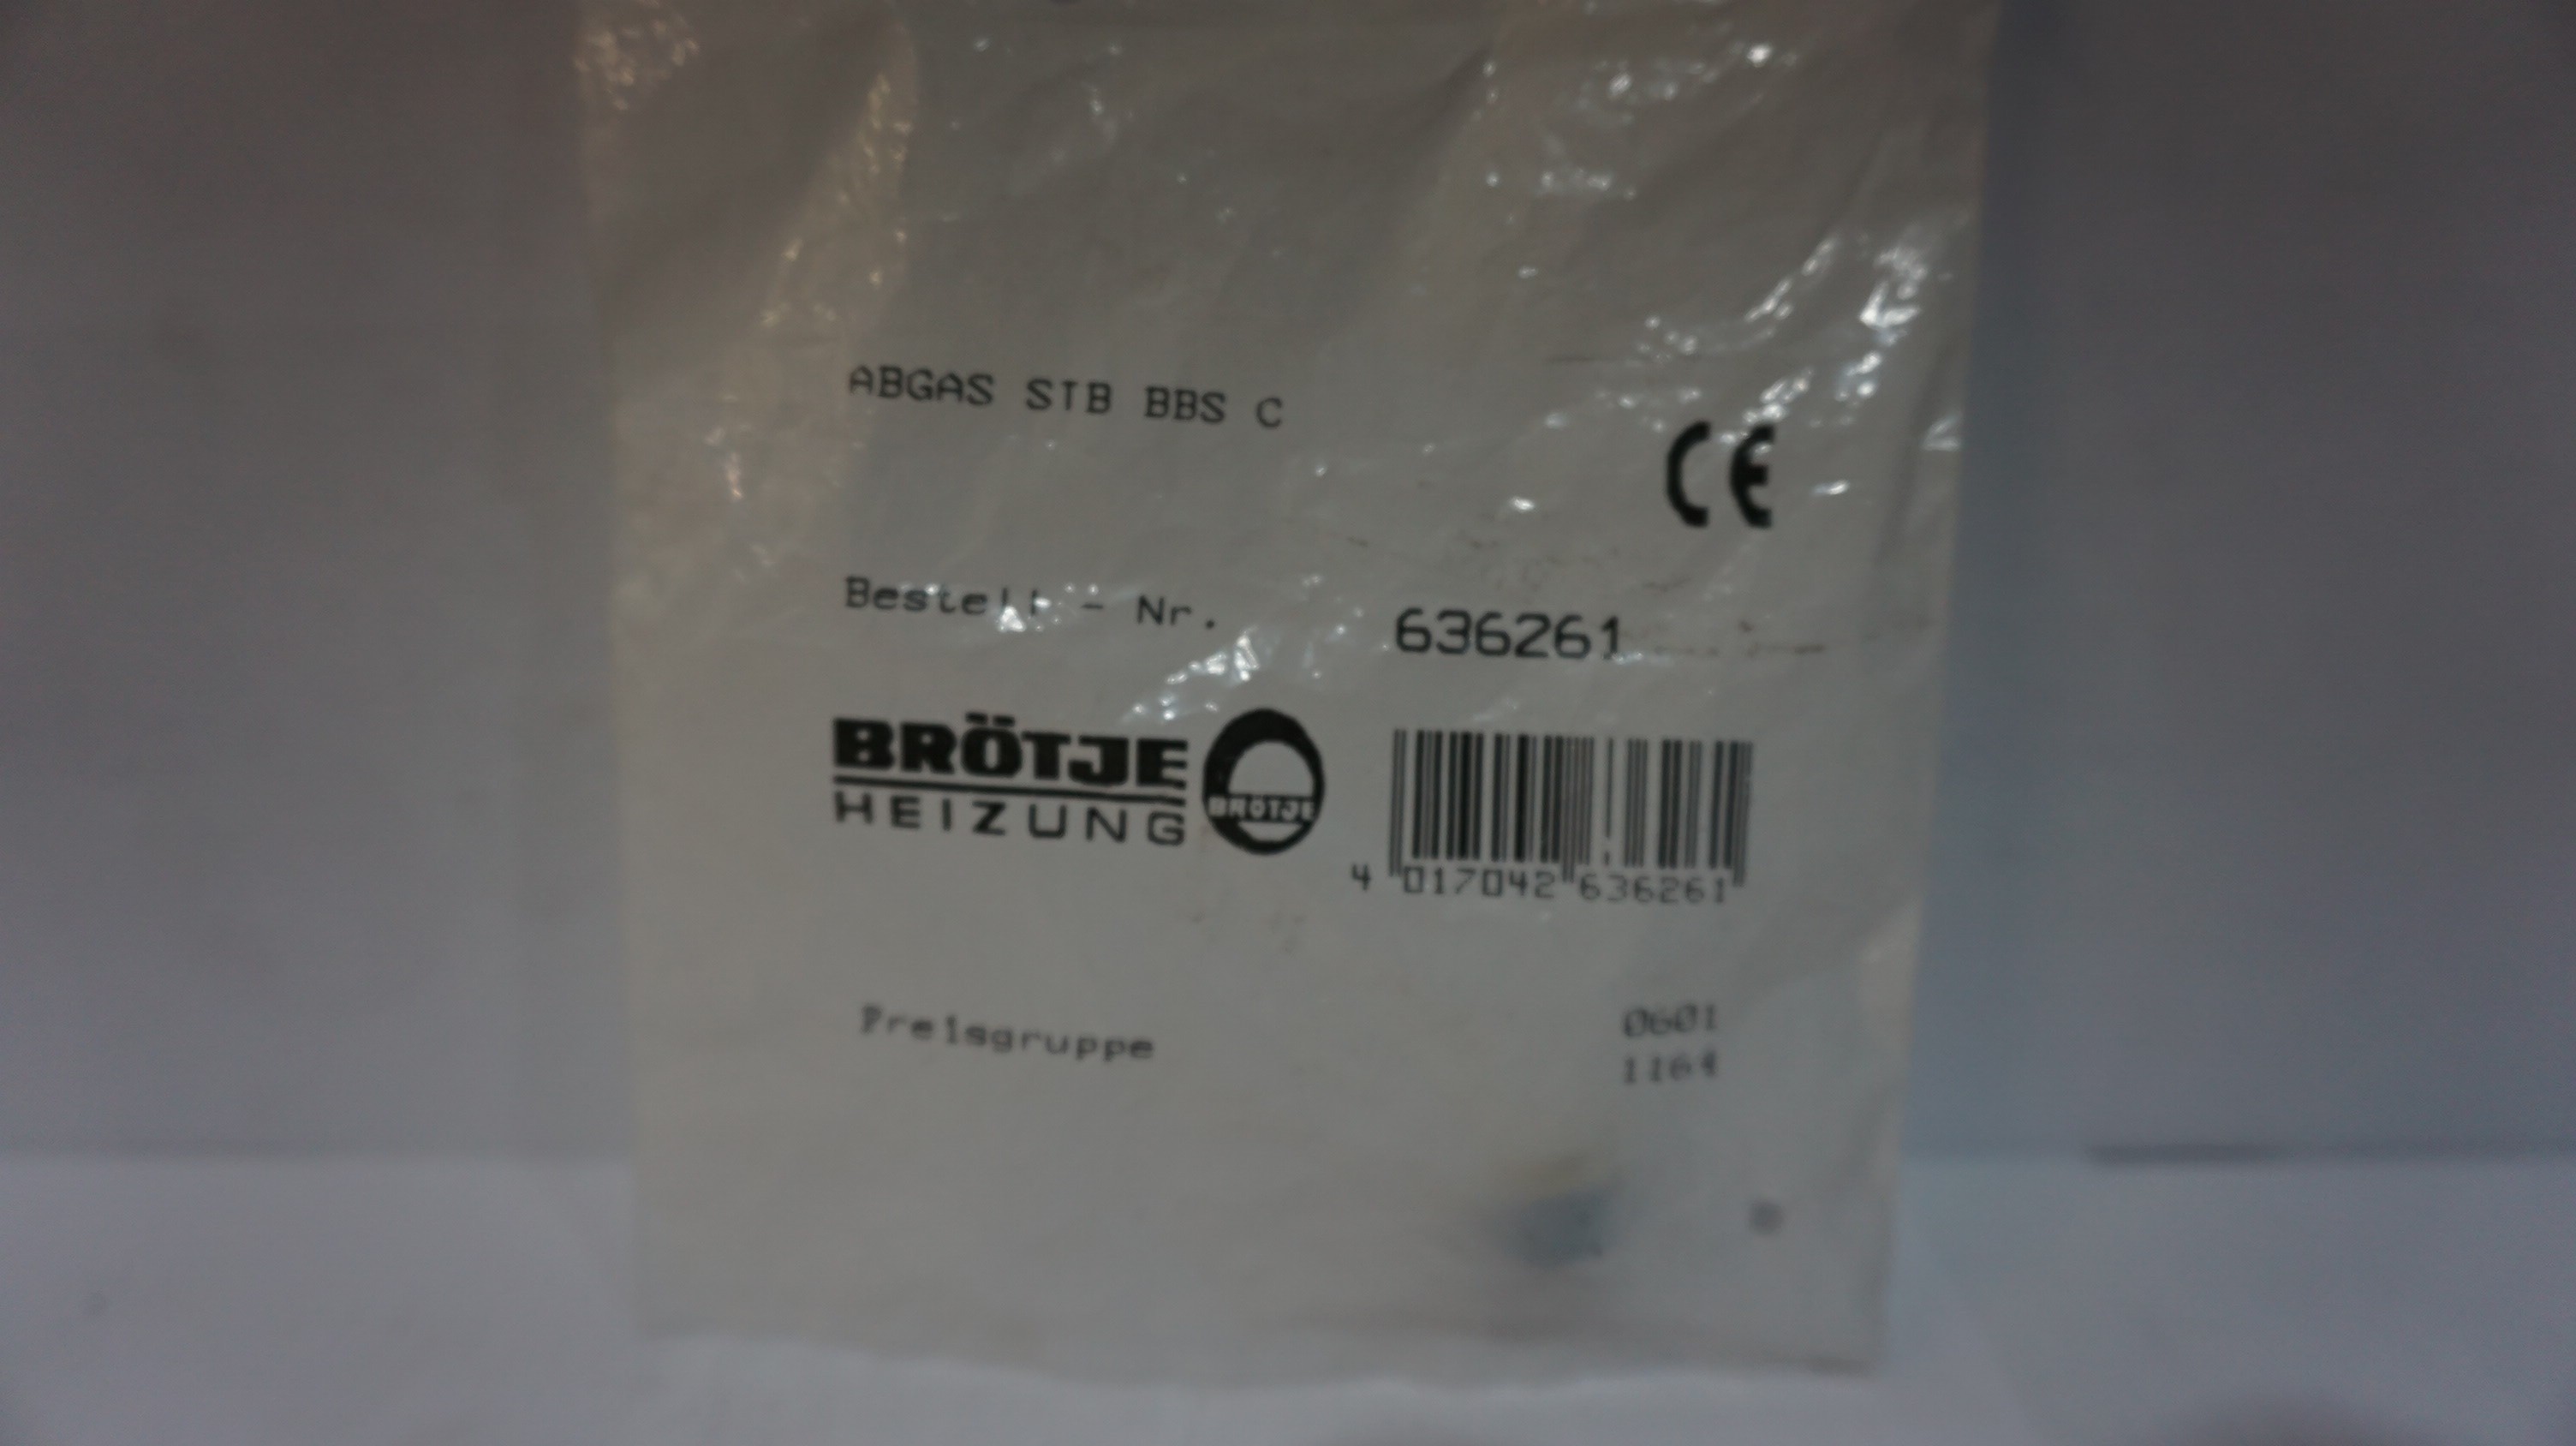 ABGAS STB BBS C
CE
Bestell - Nr. 636261
BRÖTJE
HEIZUNG
BRÖTJE
4 017042 636261
Preisgruppe 0601
1164